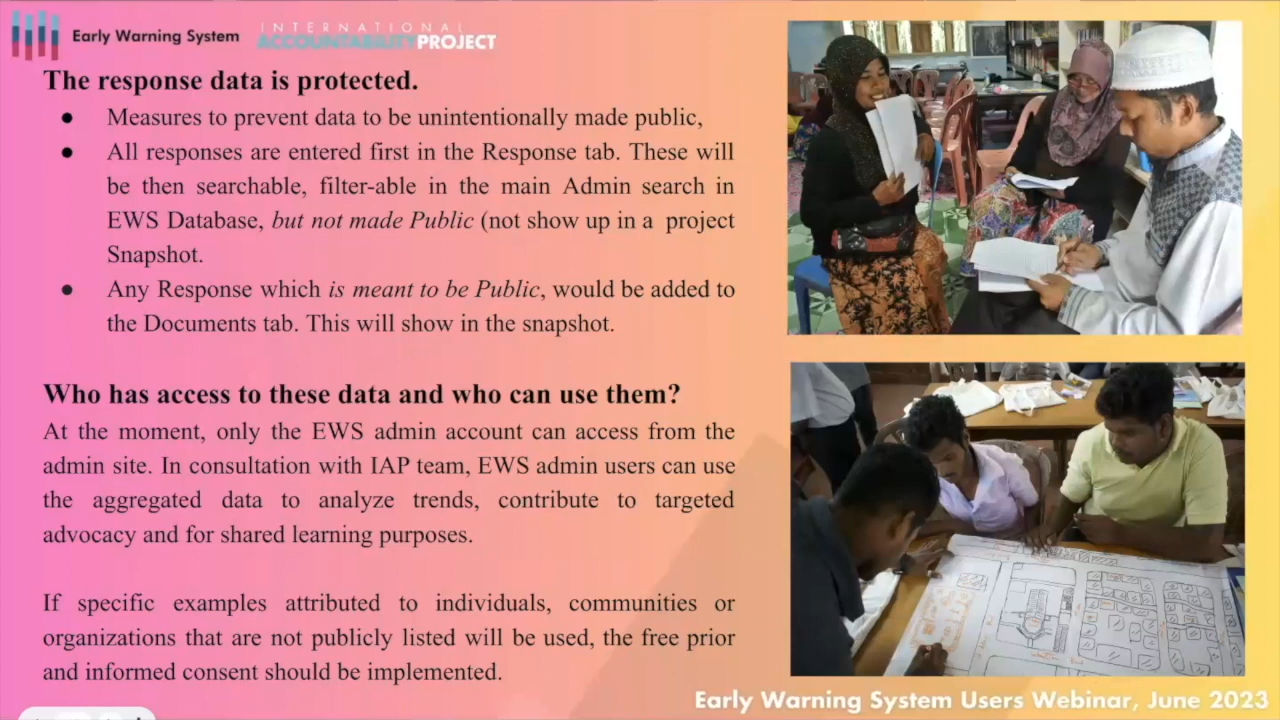 Early Warning System
INTERNATIONAL
ACCOUNTABILITY PROJECT
The response data is protected.
● Measures to prevent data to be unintentionally made public,
● All responses are entered first in the Response tab. These will
be then searchable, filter-able in the main Admin search in
EWS Database, but not made Public (not show up in a project
Snapshot.
● Any Response which is meant to be Public, would be added to
the Documents tab. This will show in the snapshot.
Who has access to these data and who can use them?
At the moment, only the EWS admin account can access from the
admin site. In consultation with IAP team, EWS admin users can use
the aggregated data to analyze trends, contribute to targeted
advocacy and for shared learning purposes.
If specific examples attributed to individuals, communities or
organizations that are not publicly listed will be used, the free prior
and informed consent should be implemented.
Early Warning System Users Webinar, June 2023